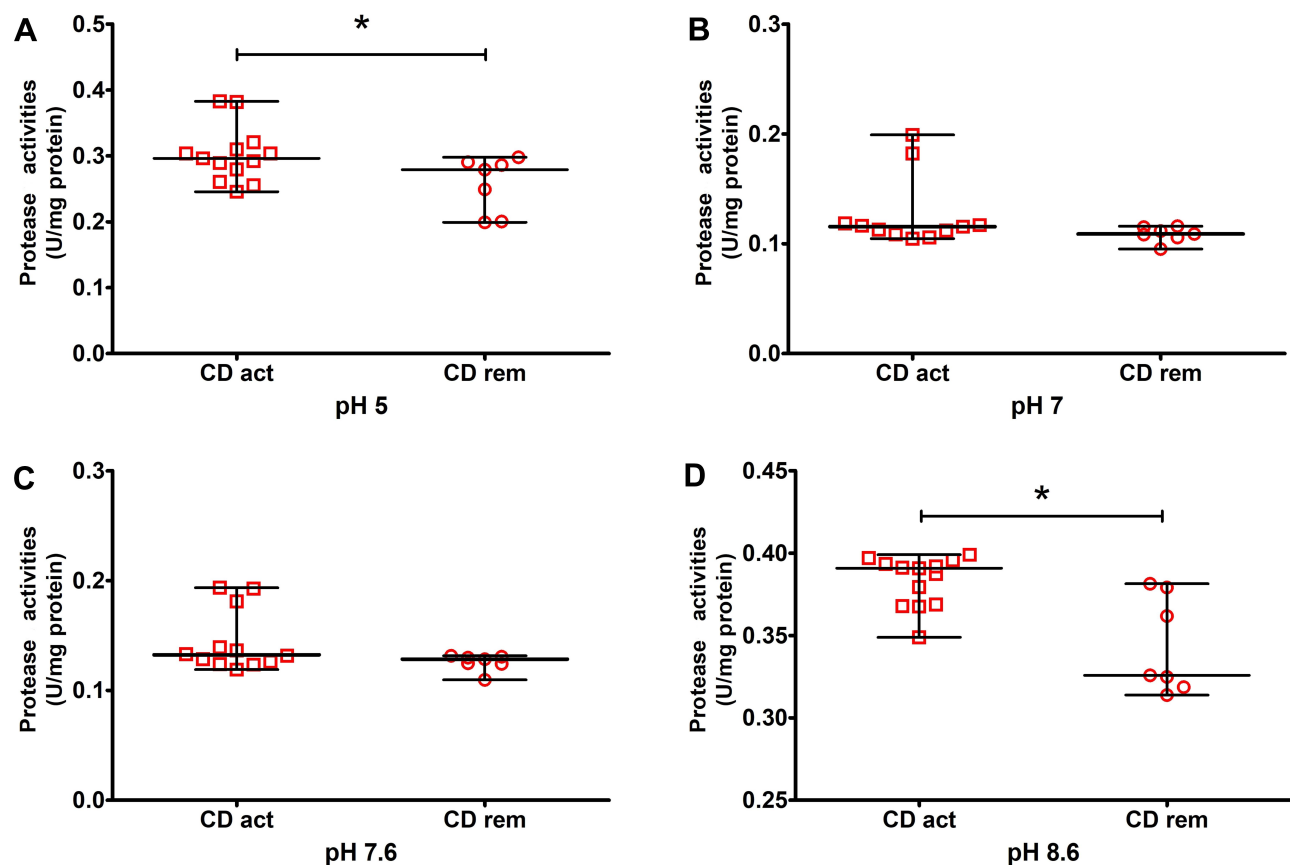 A
Protease activities
(U/mg protein)
0.5
0.4
0.3
0.2
0.1
0.0
*
CD act
CD rem
pH 5
B
Protease activities
(U/mg protein)
0.3
0.2
0.1
0.0
CD act
CD rem
pH 7
C
Protease activities
(U/mg protein)
0.3
0.2
0.1
0.0
CD act
CD rem
pH 7.6
D
Protease activities
(U/mg protein)
0.45
0.40
0.35
0.30
0.25
*
CD act
CD rem
pH 8.6